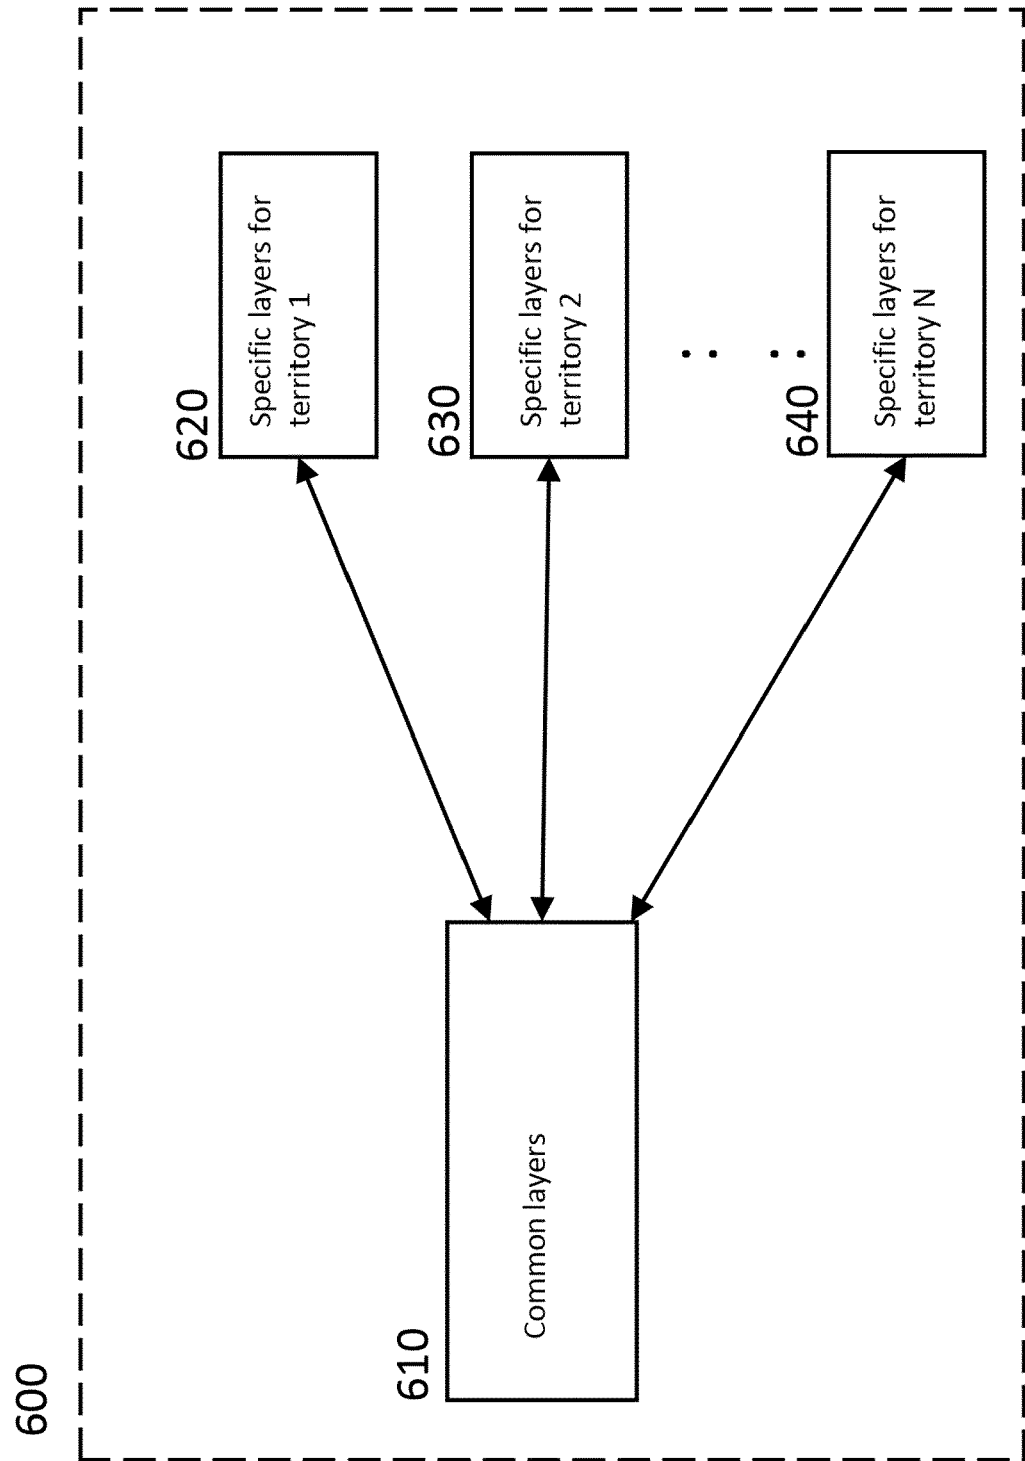 600
610
Common layers
620
Specific layers for
territory 1
630
Specific layers for
territory 2
640
Specific layers for
territory N